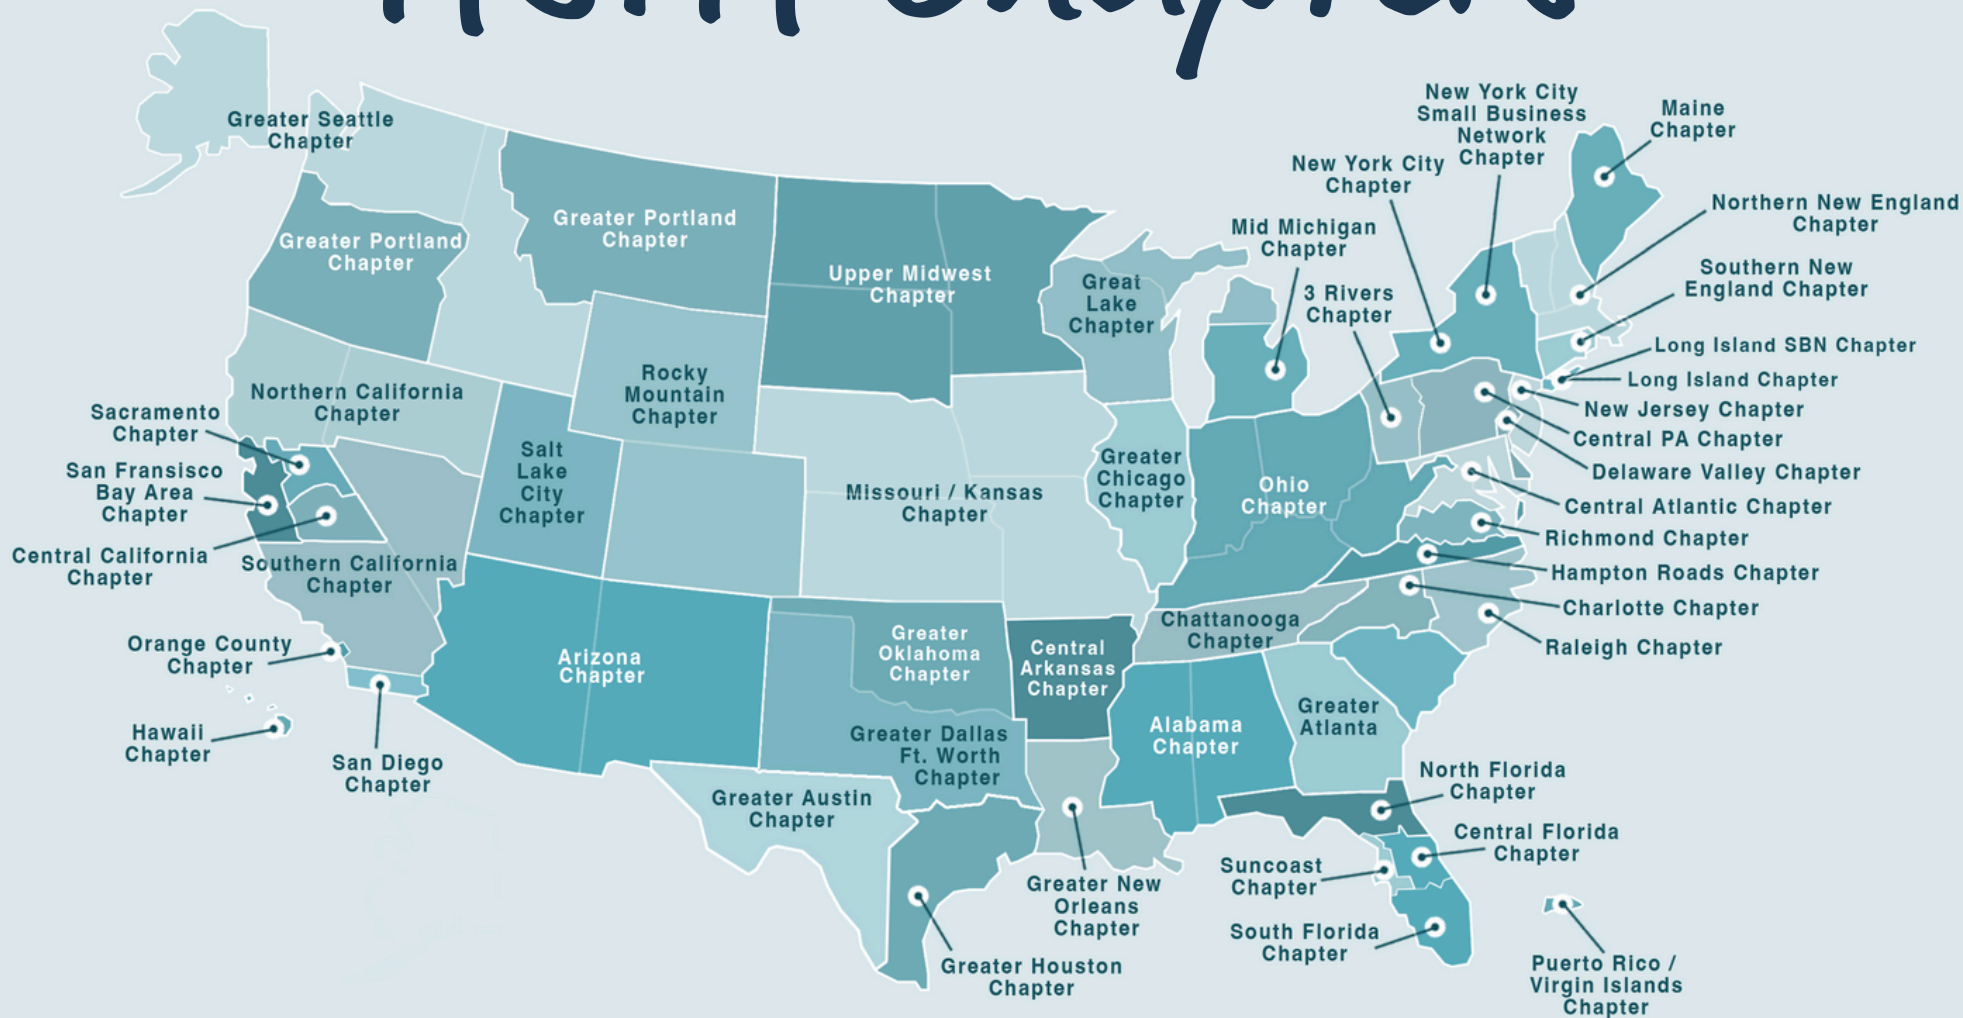 Chapters
Greater Seattle
Chapter
Greater Portland
Chapter
Greater Portland
Chapter
Upper Midwest
Chapter
Great
Lake
Chapter
Mid Michigan
Chapter
3 Rivers
Chapter
New York City
Chapter
New York City
Small Business
Network
Chapter
Maine
Chapter
Northern New England
Chapter
Southern New
England Chapter
Long Island SBN Chapter
Long Island Chapter
New Jersey Chapter
Central PA Chapter
Delaware Valley Chapter
Central Atlantic Chapter
Richmond Chapter
Hampton Roads Chapter
Charlotte Chapter
Raleigh Chapter
Northern California
Chapter
Sacramento
Chapter
San Fransisco
Bay Area
Chapter
Central California
Chapter
Southern California
Chapter
Orange County
Chapter
Hawaii
Chapter
San Diego
Chapter
Rocky
Mountain
Chapter
Salt
Lake
City
Chapter
Missouri / Kansas
Chapter
Greater
Chicago
Chapter
Ohio
Chapter
Arizona
Chapter
Greater
Oklahoma
Chapter
Central
Arkansas
Chapter
Chattanooga
Chapter
Alabama
Chapter
Greater
Atlanta
Greater Dallas
Ft. Worth
Chapter
Greater Austin
Chapter
Greater Houston
Chapter
Greater New
Orleans
Chapter
North Florida
Chapter
Central Florida
Chapter
Suncoast
Chapter
South Florida
Chapter
Puerto Rico /
Virgin Islands
Chapter